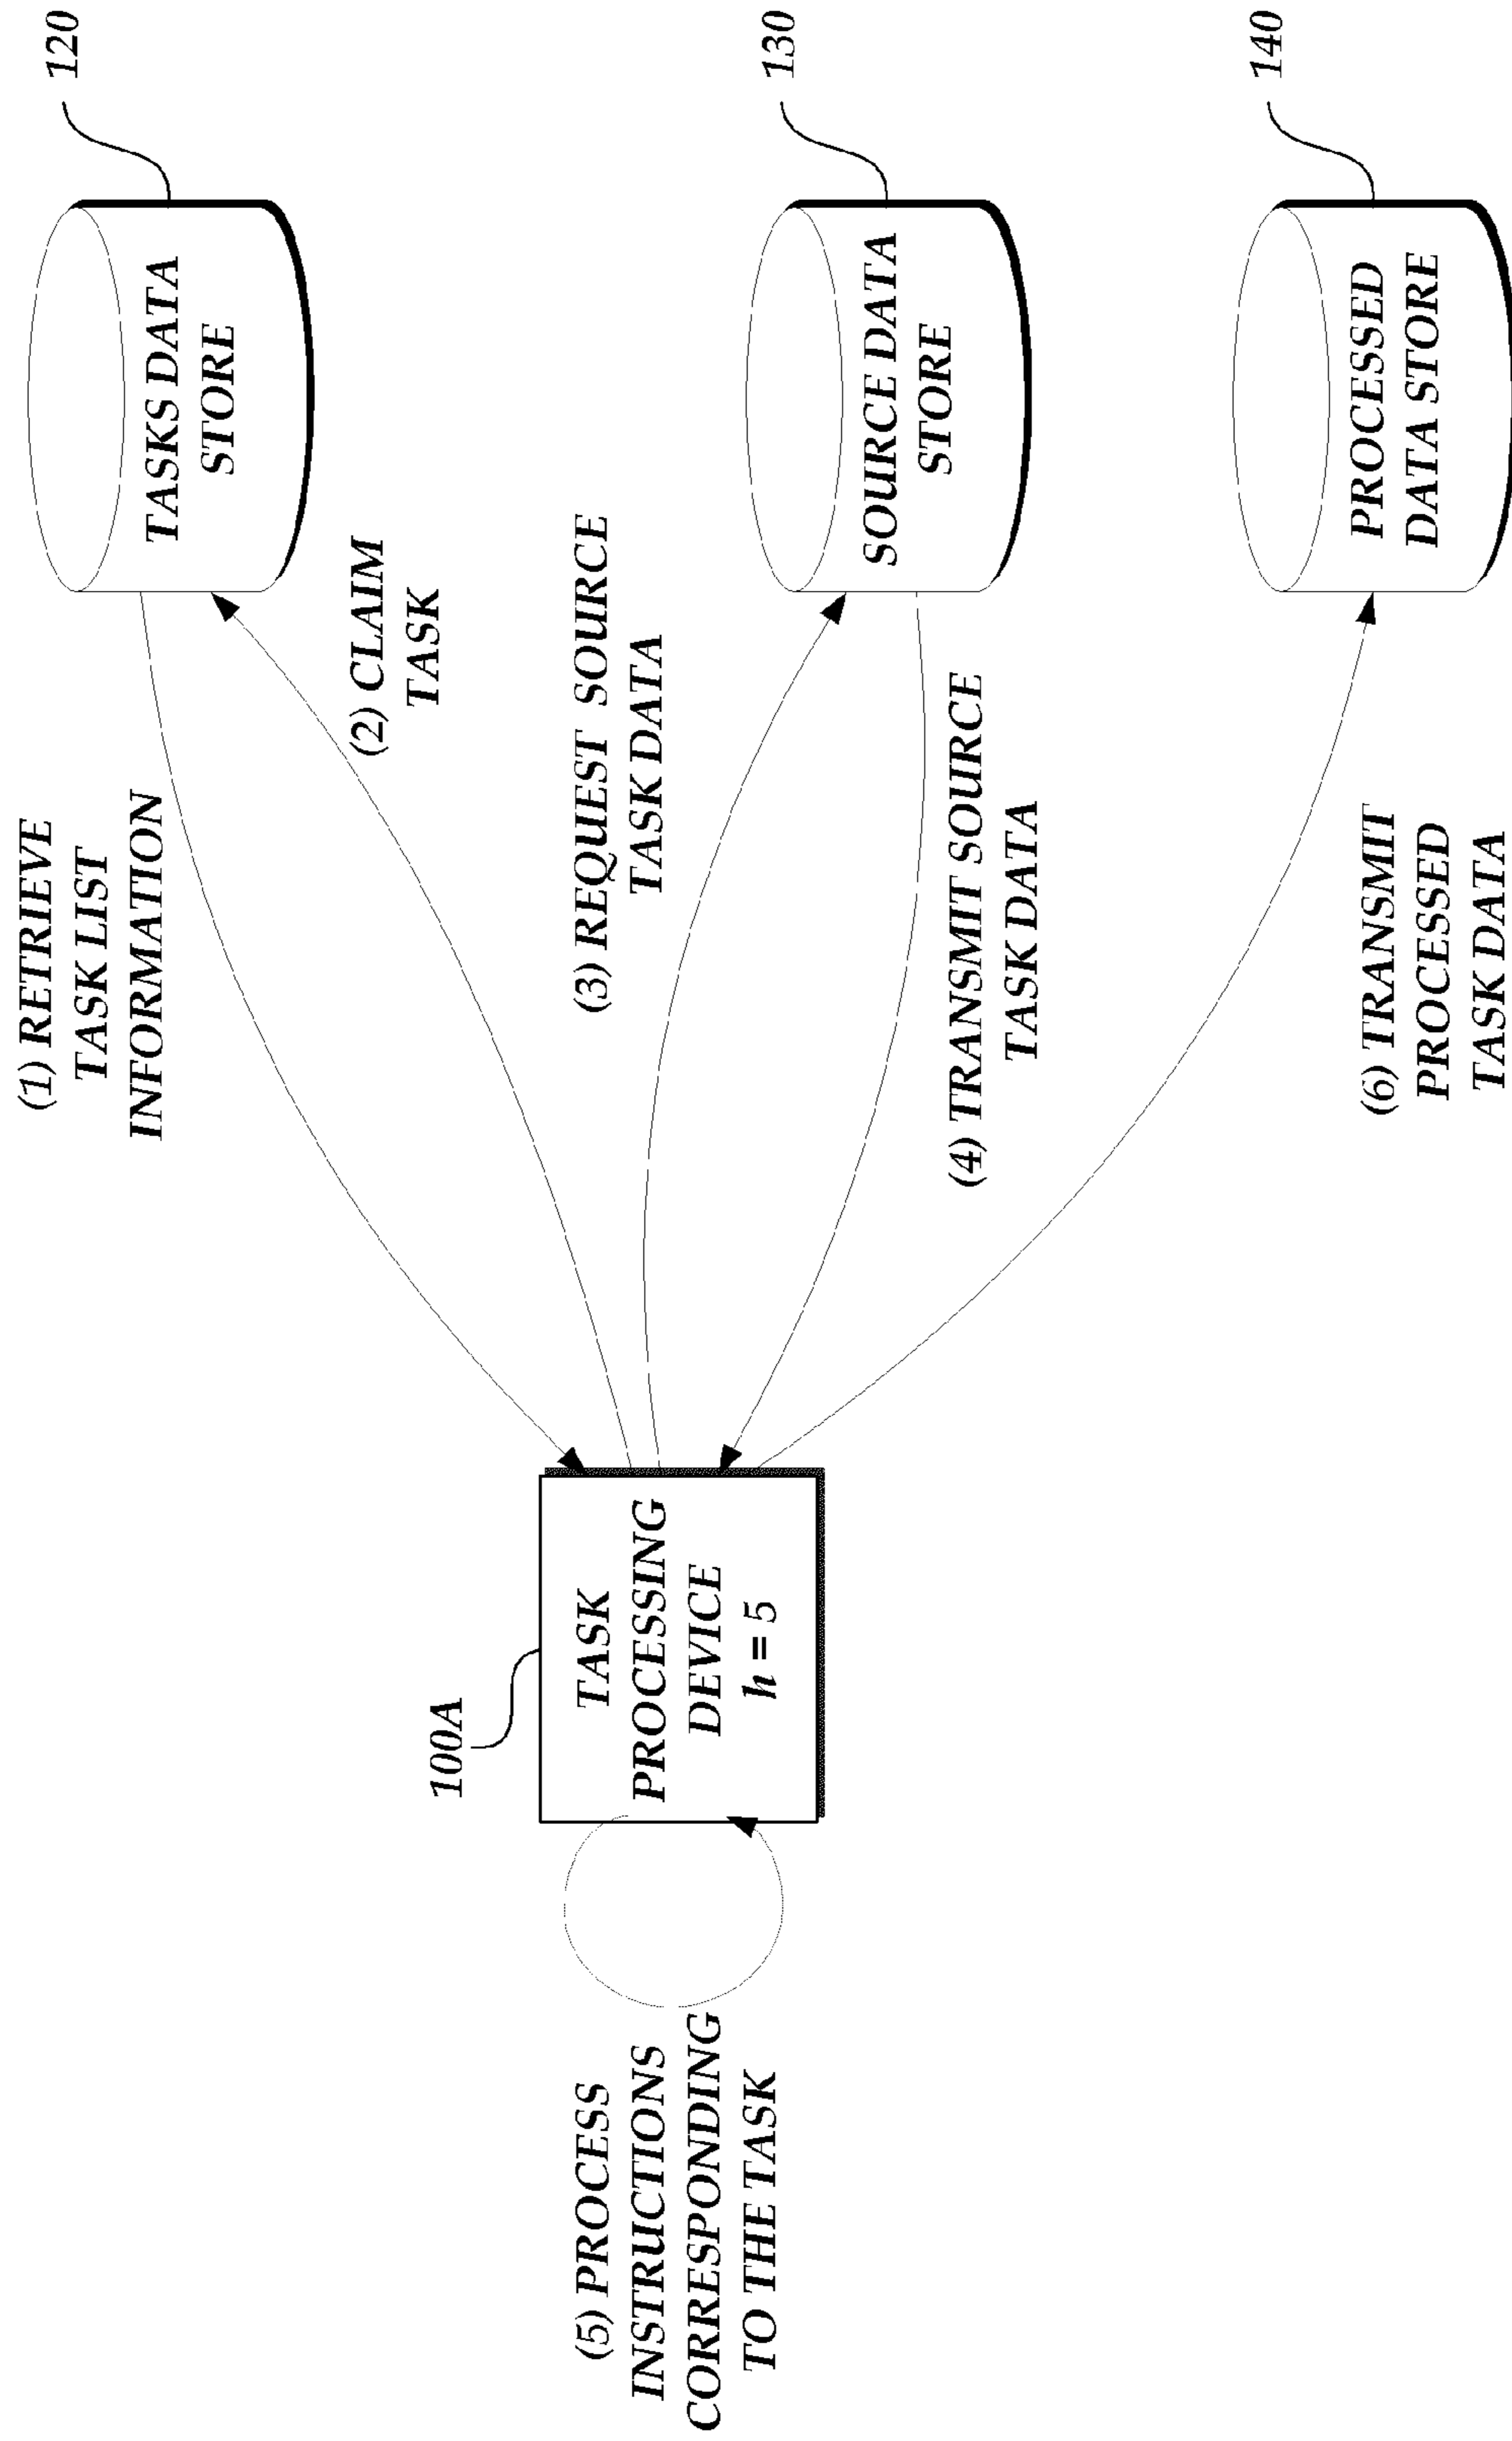 (1) RETRIEVE
TASK LIST
INFORMATION
TASKS DATA
STORE
120
(2) CLAIM
TASK
100A
TASK
PROCESSING
DEVICE
h = 5
(3) REQUEST SOURCE
TASK DATA
SOURCE DATA
STORE
130
(5) PROCESS
INSTRUCTIONS
CORRESPONDING
TO THE TASK
(4) TRANSMIT SOURCE
TASK DATA
(6) TRANSMIT
PROCESSED
TASK DATA
PROCESSED
DATA STORE
140